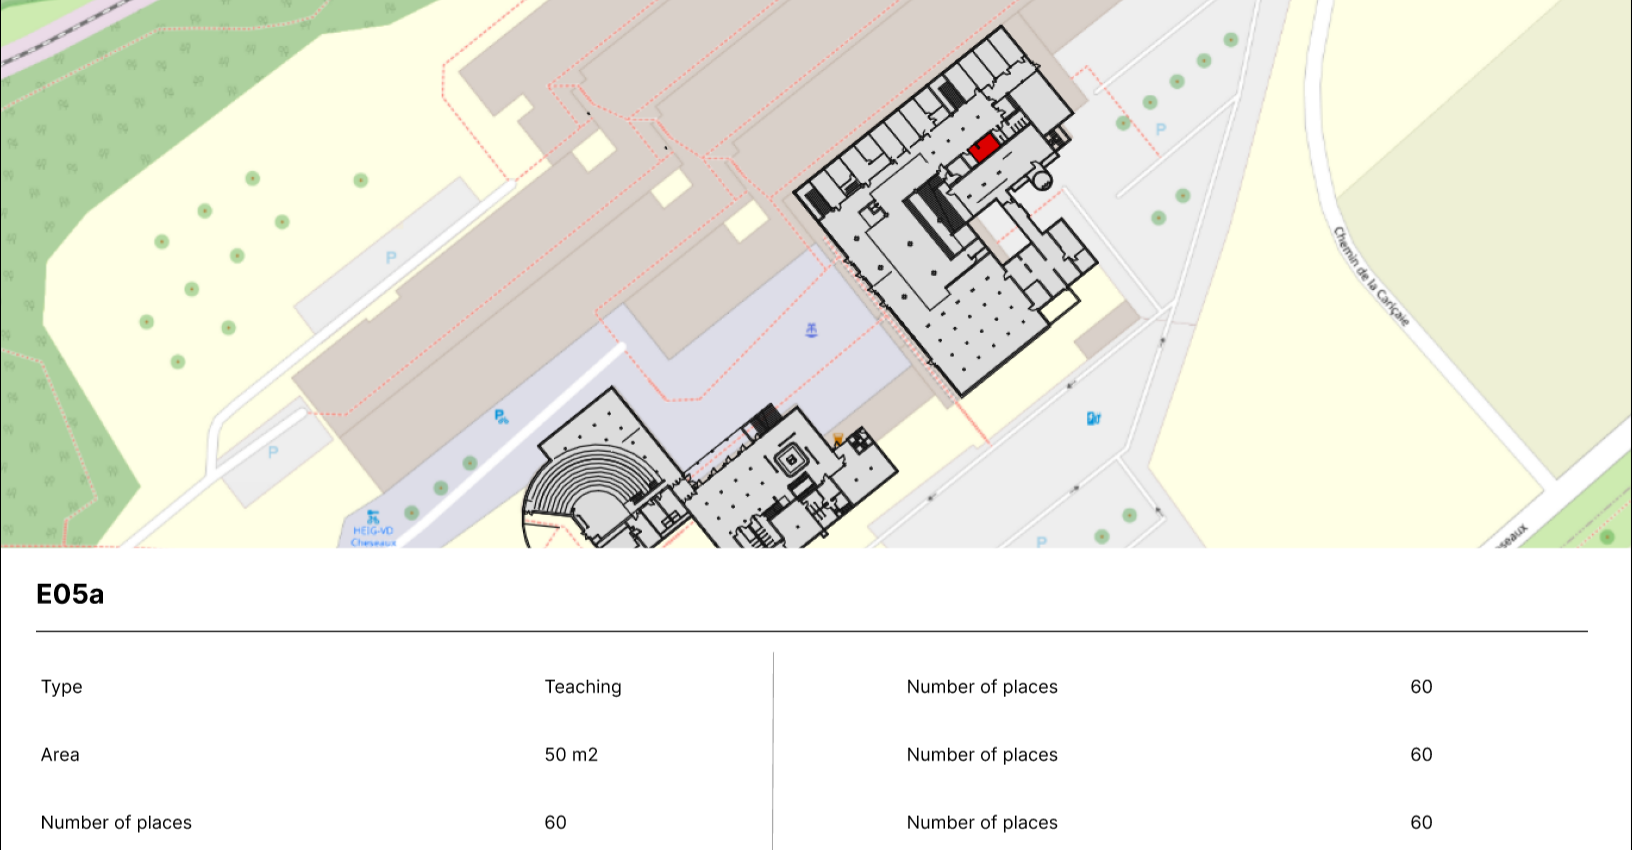 P
P
Chemin de la Cariçaie
P
P
HEIG-VD
Cheseaux
P
seaux
E05a
Type Teaching Number of places 60
Area 50 m2 Number of places 60
Number of places 60 Number of places 60